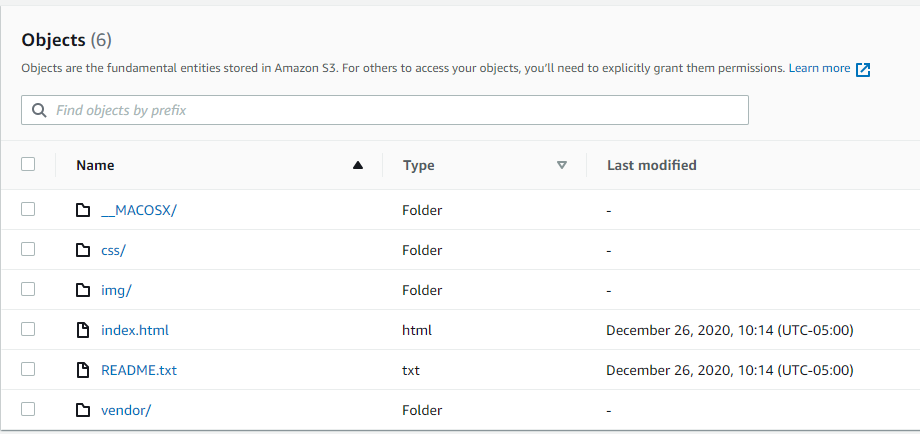 Objects (6)
Objects are the fundamental entities stored in Amazon S3. For others to access your objects, you'll need to explicitly grant them permissions. Learn more
Find objects by prefix
Name Type Last modified
__MACOSX/ Folder -
css/ Folder -
img/ Folder -
index.html html December 26, 2020, 10:14 (UTC-05:00)
README.txt txt December 26, 2020, 10:14 (UTC-05:00)
vendor/ Folder -